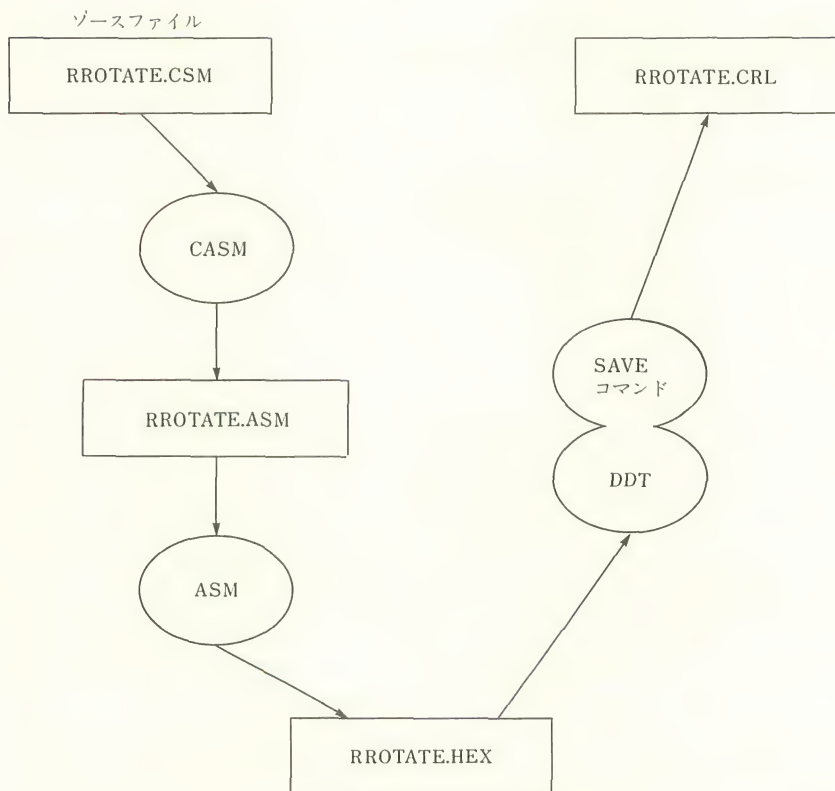 ソースファイル
RROTATE.CSM
CASM
RROTATE.ASM
ASM
RROTATE.HEX
DDT
SAVE
コマンド
RROTATE.CRL